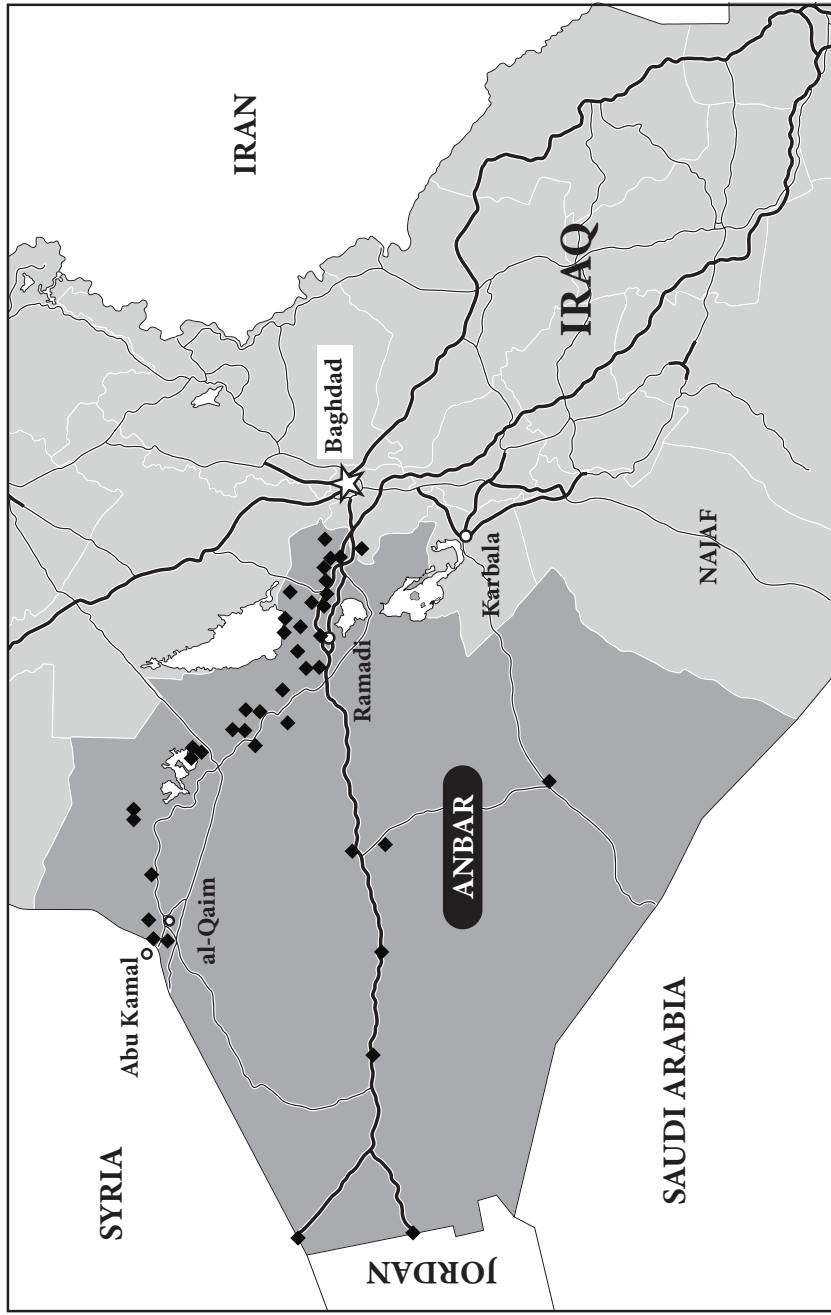 SYRIA
IRAN
Abu Kamal
al-Qaim
Baghdad
Ramadi
JORDAN
ANBAR
Karbala
IRAQ
SAUDI ARABIA
NAJAF